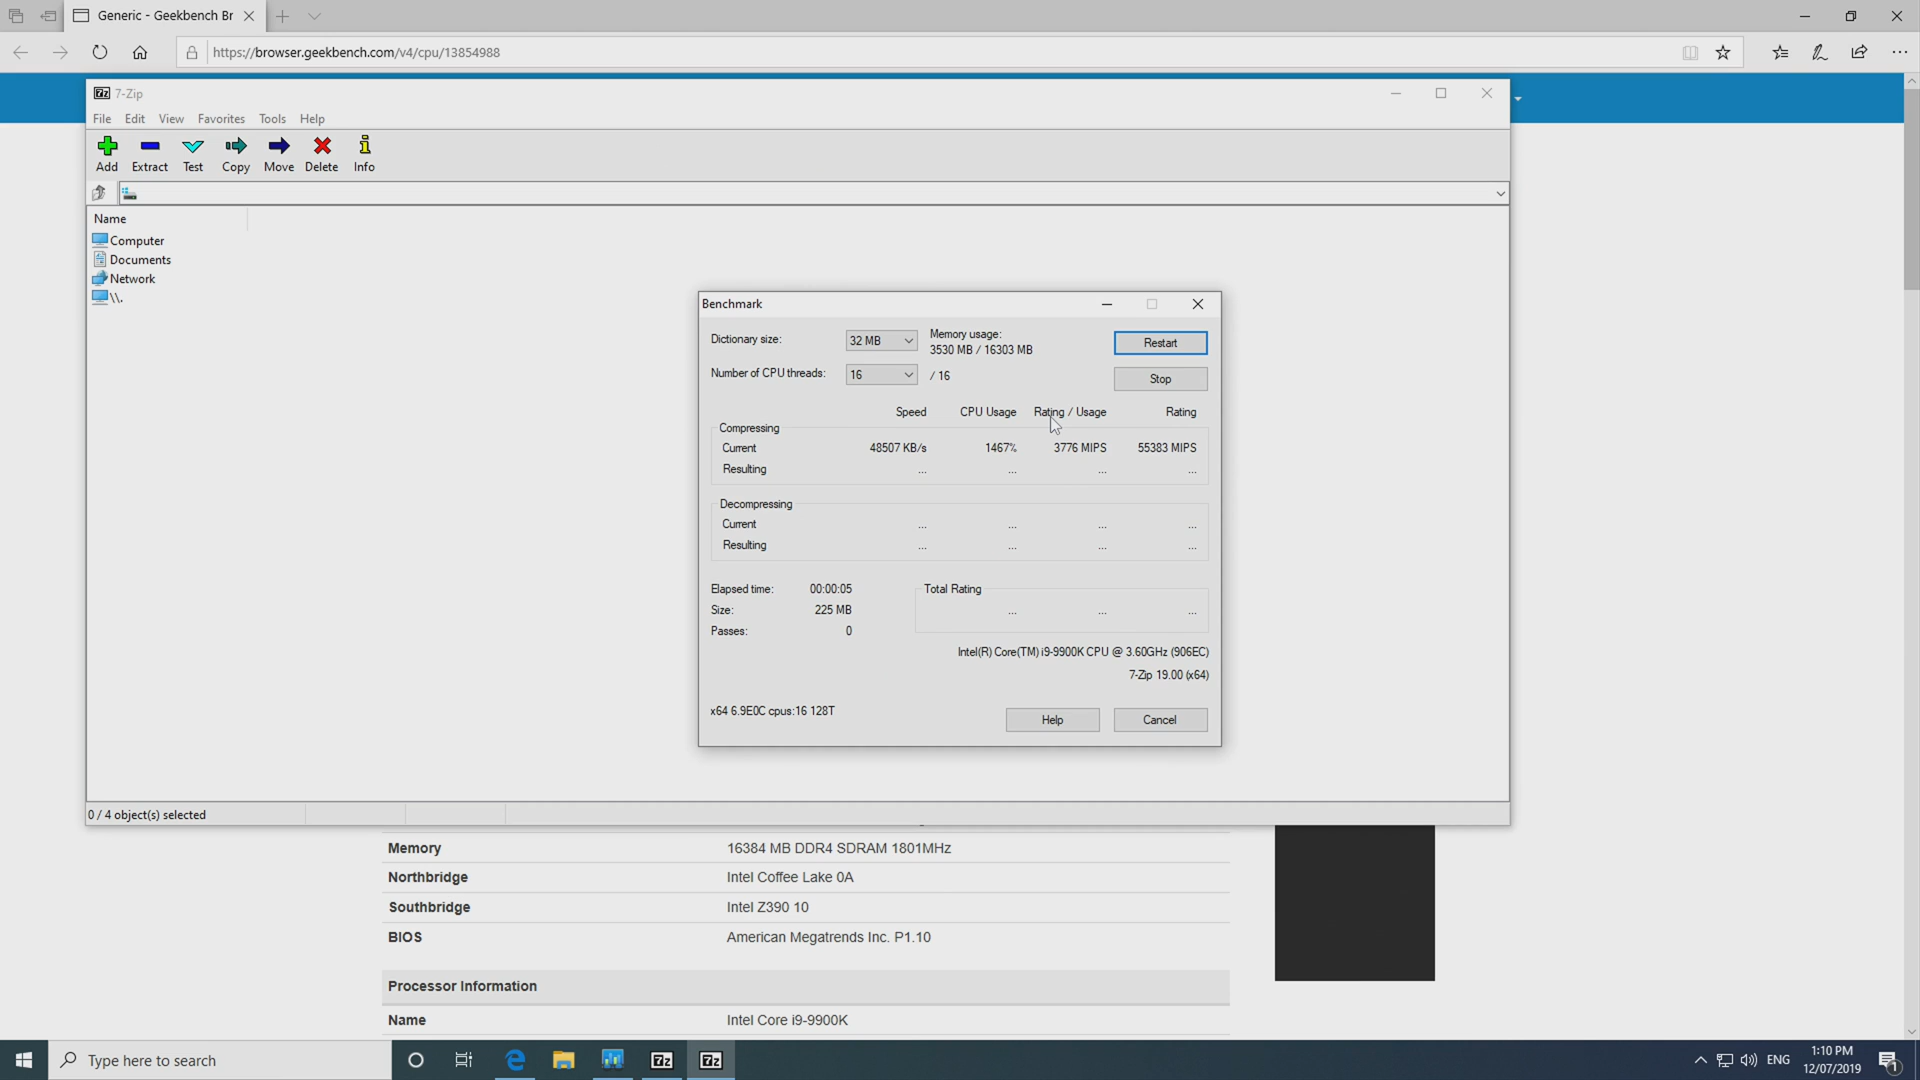 Generic - Geekbench Br
https://browser.geekbench.com/v4/cpu/13854988
7z 7-Zip
File Edit View Favorites Tools Help
Add Extract Test Copy Move Delete Info
Name
Computer
Documents
Network
\\.
Benchmark
Dictionary size: 32 MB Memory usage: Restart
3530 MB / 16303 MB
Number of CPU threads: 16 / 16 Stop
Speed CPU Usage Rating / Usage Rating
Compressing
Current 48507 KB/s 1467% 3776 MIPS 55383 MIPS
Resulting ... ... ... ...
Decompressing
Current ... ... ... ...
Resulting ... ... ... ...
Elapsed time: 00:00:05 Total Rating
Size: 225 MB ... ... ...
Passes: 0
Intel(R) Core(TM) i9-9900K CPU @ 3.60GHz (906EC)
7-Zip 19.00 (x64)
x64 6.9E0C cpus:16 128T
Help Cancel
0 / 4 object(s) selected
Memory 16384 MB DDR4 SDRAM 1801MHz
Northbridge Intel Coffee Lake 0A
Southbridge Intel Z390 10
BIOS American Megatrends Inc. P1.10
Processor Information
Name Intel Core i9-9900K
Type here to search 7z 7z ENG 1:10 PM
12/07/2019 1